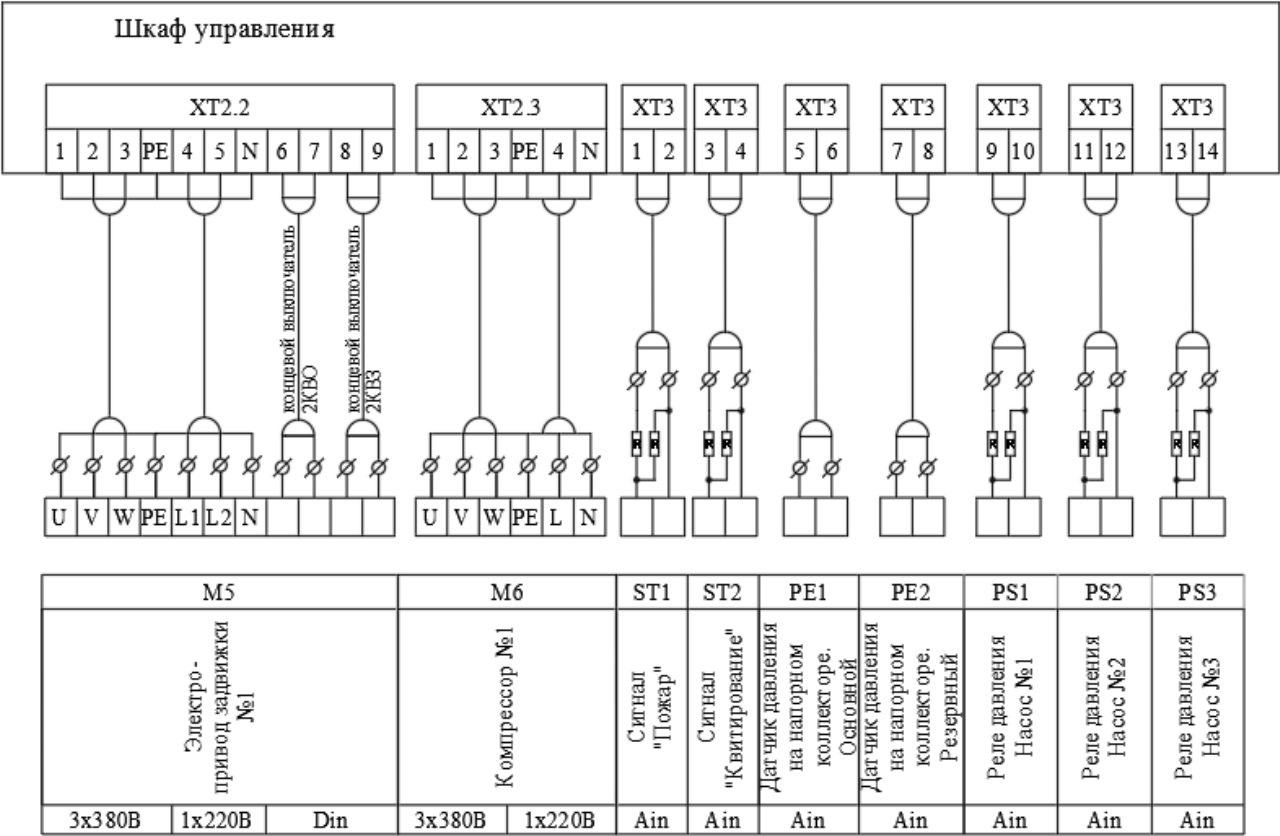 Шкаф управления
XT2.2
XT2.3
XT3
XT3
XT3
XT3
XT3
XT3
XT3
1 2 3 PE 4 5 N 6 7 8 9
1 2 3 PE 4 N
1 2
3 4
5 6
7 8
9 10
11 12
13 14
концевой выключатель
2КВО
концевой выключатель
2КВЗ
R R
R R
R R
R R
R R
U V W PE L1 L2 N
U V W PE L N
M5
M6
ST1
ST2
PE1
PE2
PS1
PS2
PS3
Электро-
привод задвижки
№1
Компрессор №1
Сигнал
"Пожар"
Сигнал
"Квитирование"
Датчик давления
на напорном
коллекторе.
Основной
Датчик давления
на напорном
коллекторе.
Резервный
Реле давления
Насос №1
Реле давления
Насос №2
Реле давления
Насос №3
3x380В
1x220В
Din
3x380В
1x220В
Ain
Ain
Ain
Ain
Ain
Ain
Ain